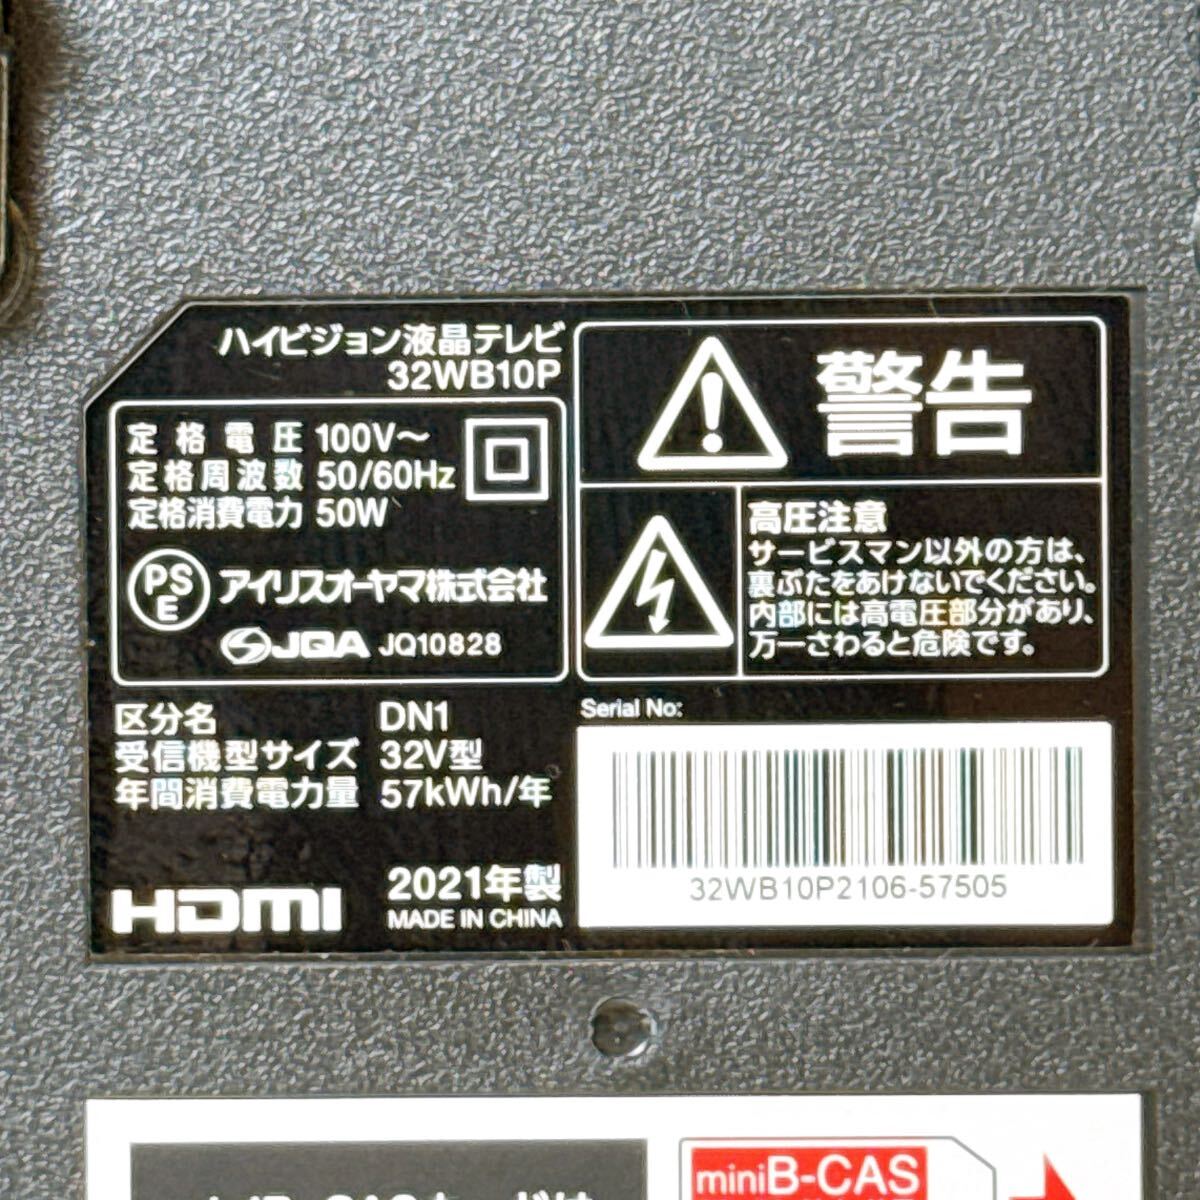 ハイビジョン液晶テレビ
32WB10P
定格電圧 100V～
定格周波数 50/60Hz
定格消費電力 50W
PS
E
アイリスオーヤマ株式会社
JQA JQ10828
区分名 DN1
受信機型サイズ 32V型
年間消費電力量 57kWh/年
HDMI
2021年製
MADE IN CHINA
警告
高圧注意
サービスマン以外の方は、
裏ぶたをあけないでください。
内部には高電圧部分があり、
万一さわると危険です。
Serial No:
32WB10P2106-57505
miniB-CAS